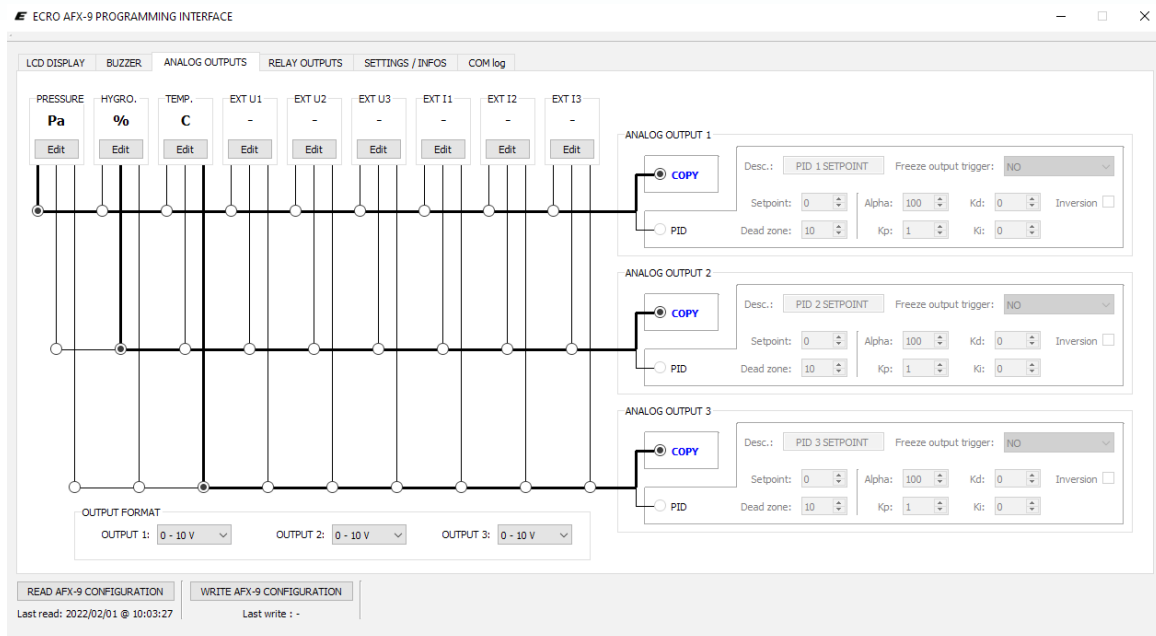 ECRO AFX-9 PROGRAMMING INTERFACE
LCD DISPLAY BUZZER ANALOG OUTPUTS RELAY OUTPUTS SETTINGS / INFOS COM log
PRESSURE HYGRO. TEMP. EXT U1 EXT U2 EXT U3 EXT I1 EXT I2 EXT I3
Pa % C - - - - - -
Edit Edit Edit Edit Edit Edit Edit Edit Edit
ANALOG OUTPUT 1
COPY
Desc.: PID 1 SETPOINT Freeze output trigger: NO
Setpoint: 0 Alpha: 100 Kd: 0 Inversion
PID
Dead zone: 10 Kp: 1 Ki: 0
ANALOG OUTPUT 2
COPY
Desc.: PID 2 SETPOINT Freeze output trigger: NO
Setpoint: 0 Alpha: 100 Kd: 0 Inversion
PID
Dead zone: 10 Kp: 1 Ki: 0
ANALOG OUTPUT 3
COPY
Desc.: PID 3 SETPOINT Freeze output trigger: NO
Setpoint: 0 Alpha: 100 Kd: 0 Inversion
PID
Dead zone: 10 Kp: 1 Ki: 0
OUTPUT FORMAT
OUTPUT 1: 0 - 10 V OUTPUT 2: 0 - 10 V OUTPUT 3: 0 - 10 V
READ AFX-9 CONFIGURATION WRITE AFX-9 CONFIGURATION
Last read: 2022/02/01 @ 10:03:27 Last write : -